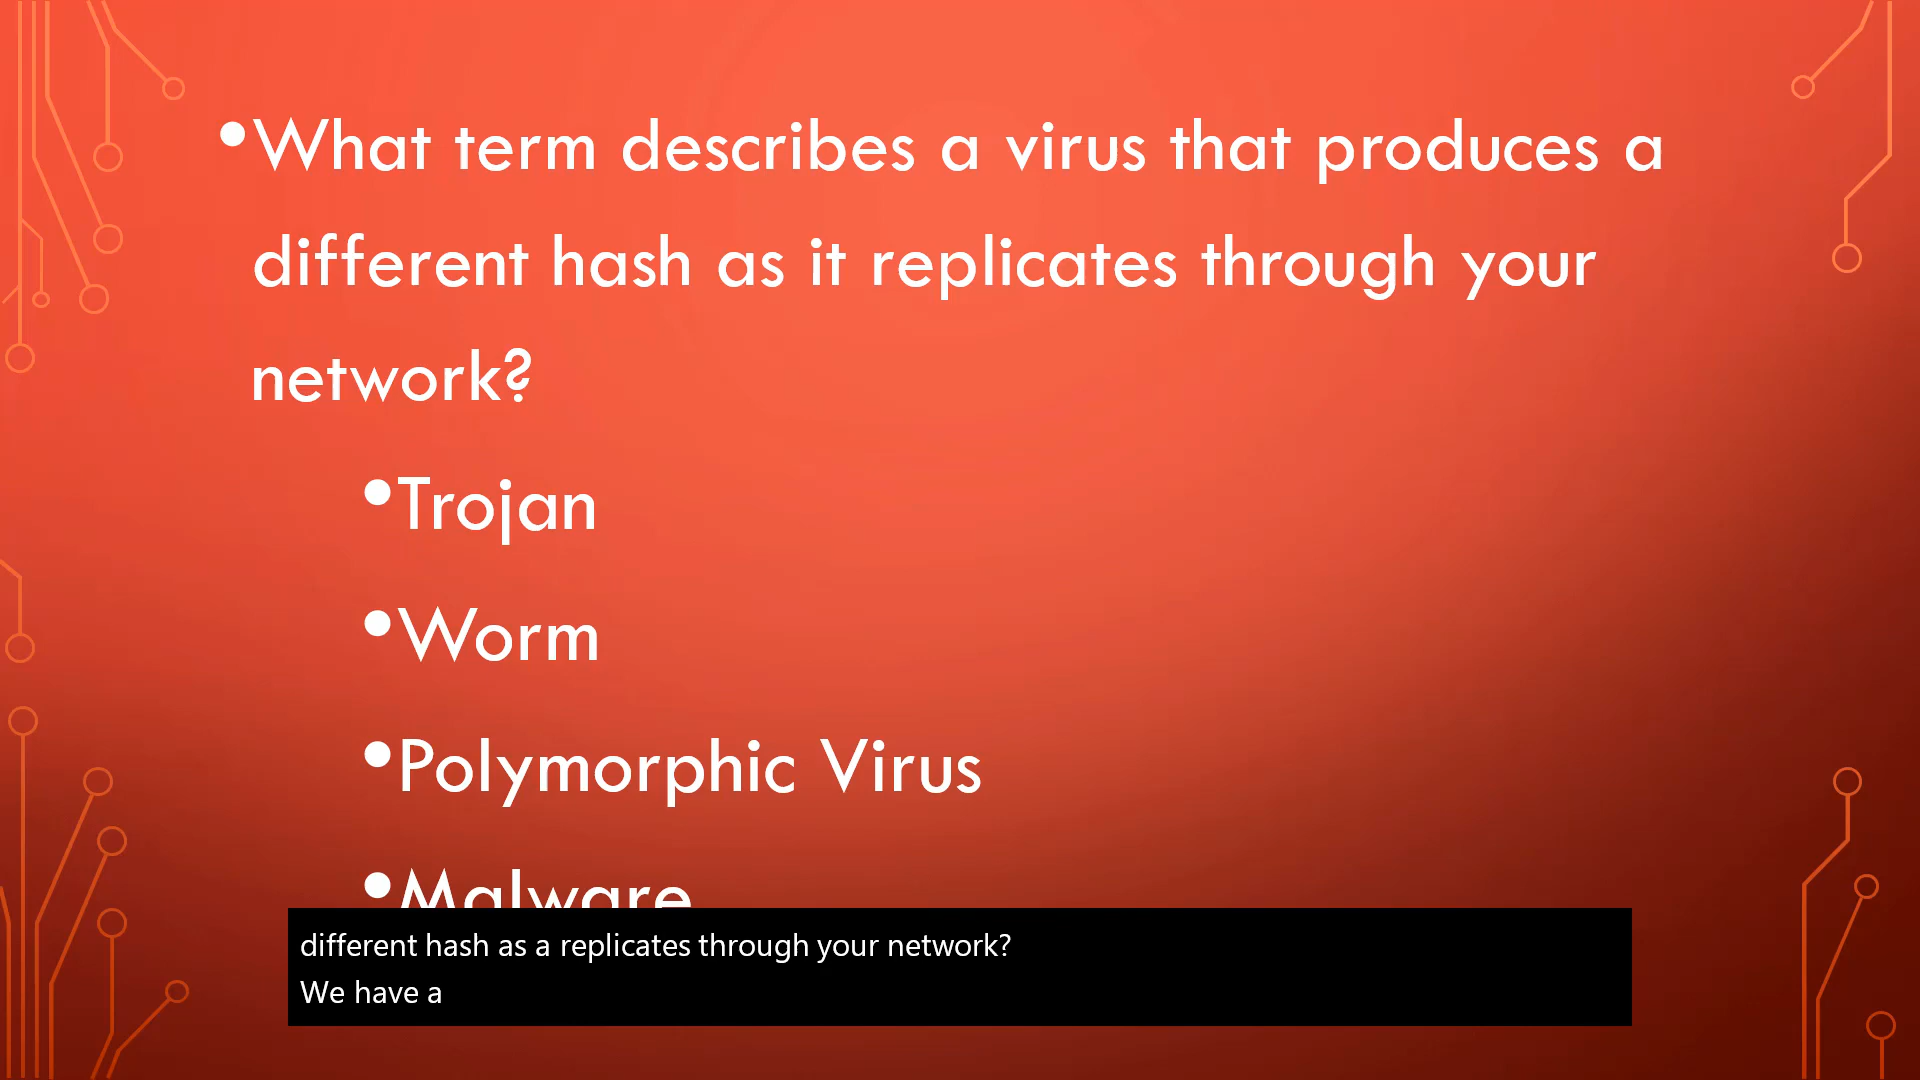 •What term describes a virus that produces a
different hash as it replicates through your
network?
•Trojan
•Worm
•Polymorphic Virus
•Malware
different hash as a replicates through your network?
We have a